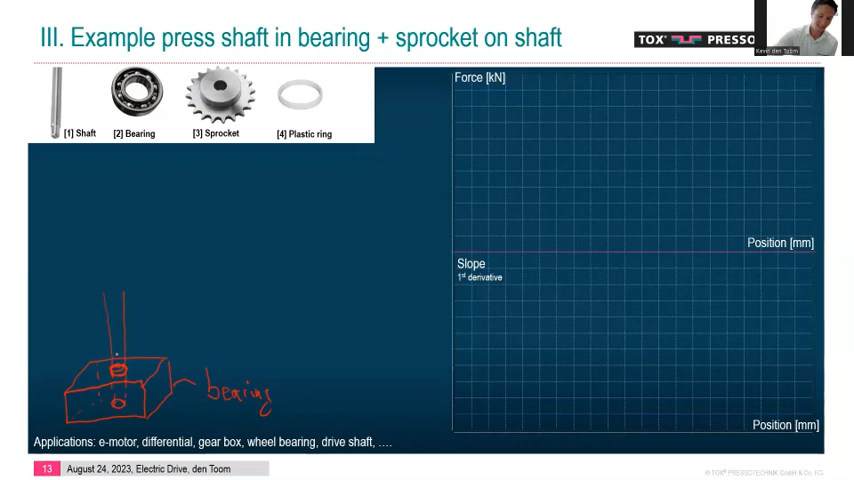 III. Example press shaft in bearing + sprocket on shaft
TOX® PRESSO
Kevin den Toom
[1] Shaft
[2] Bearing
[3] Sprocket
[4] Plastic ring
Force [kN]
Position [mm]
Slope
1st derivative
Position [mm]
bearing
Applications: e-motor, differential, gear box, wheel bearing, drive shaft, ….
13 August 24, 2023, Electric Drive, den Toom
© TOX® PRESSOTECHNIK GmbH & Co. KG